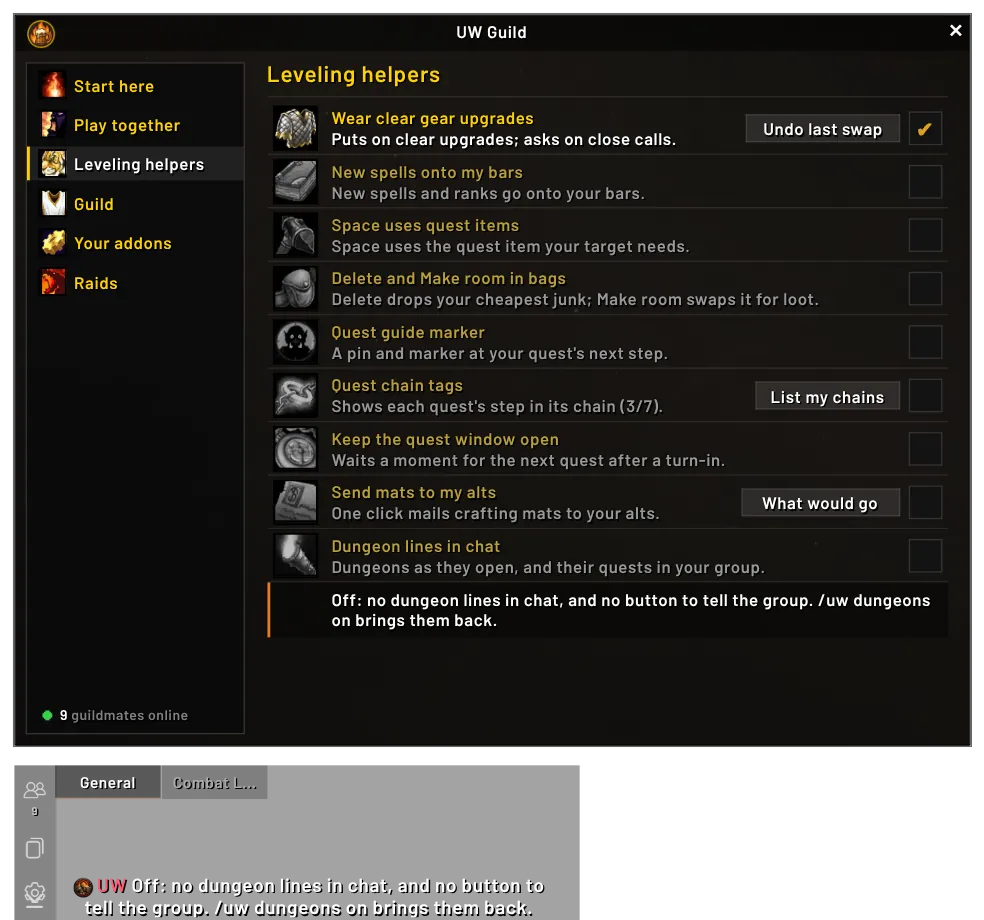 UW Guild
Start here
Play together
Leveling helpers
Guild
Your addons
Raids
9 guildmates online
Leveling helpers
Wear clear gear upgrades
Puts on clear upgrades; asks on close calls.
Undo last swap
New spells onto my bars
New spells and ranks go onto your bars.
Space uses quest items
Space uses the quest item your target needs.
Delete and Make room in bags
Delete drops your cheapest junk; Make room swaps it for loot.
Quest guide marker
A pin and marker at your quest's next step.
Quest chain tags
Shows each quest's step in its chain (3/7).
List my chains
Keep the quest window open
Waits a moment for the next quest after a turn-in.
Send mats to my alts
One click mails crafting mats to your alts.
What would go
Dungeon lines in chat
Dungeons as they open, and their quests in your group.
Off: no dungeon lines in chat, and no button to tell the group. /uw dungeons
on brings them back.
General
Combat L...
9
UW Off: no dungeon lines in chat, and no button to
tell the group. /uw dungeons on brings them back.